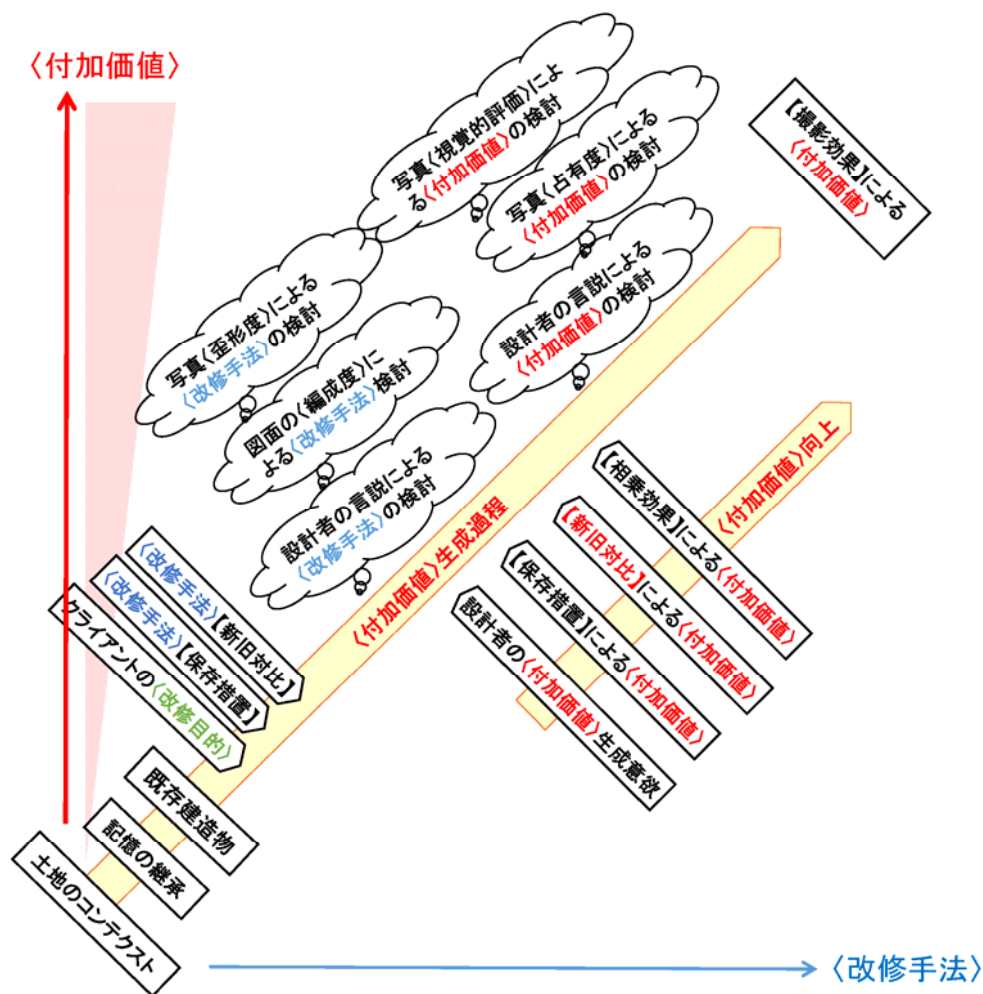 〈付加価値〉
写真〈視覚的評価〉によ
る〈付加価値〉の検討
写真〈占有度〉による
〈付加価値〉の検討
【撮影効果】による
〈付加価値〉
設計者の言説による
〈付加価値〉の検討
写真〈歪形度〉による
〈改修手法〉の検討
図面の〈編成度〉に
よる〈改修手法〉検討
設計者の言説による
〈改修手法〉の検討
〈付加価値〉生成過程
〈付加価値〉向上
【相乗効果】による〈付加価値〉
【新旧対比】による〈付加価値〉
【保存措置】による〈付加価値〉
設計者の〈付加価値〉生成意欲
〈改修手法〉【新旧対比】
〈改修手法〉【保存措置】
クライアントの〈改修目的〉
既存建造物
記憶の継承
土地のコンテクスト
〈改修手法〉